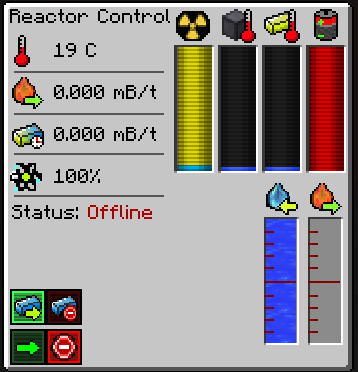 Reactor Control
19 C
0.000 mB/t
0.000 mB/t
100%
Status: Offline